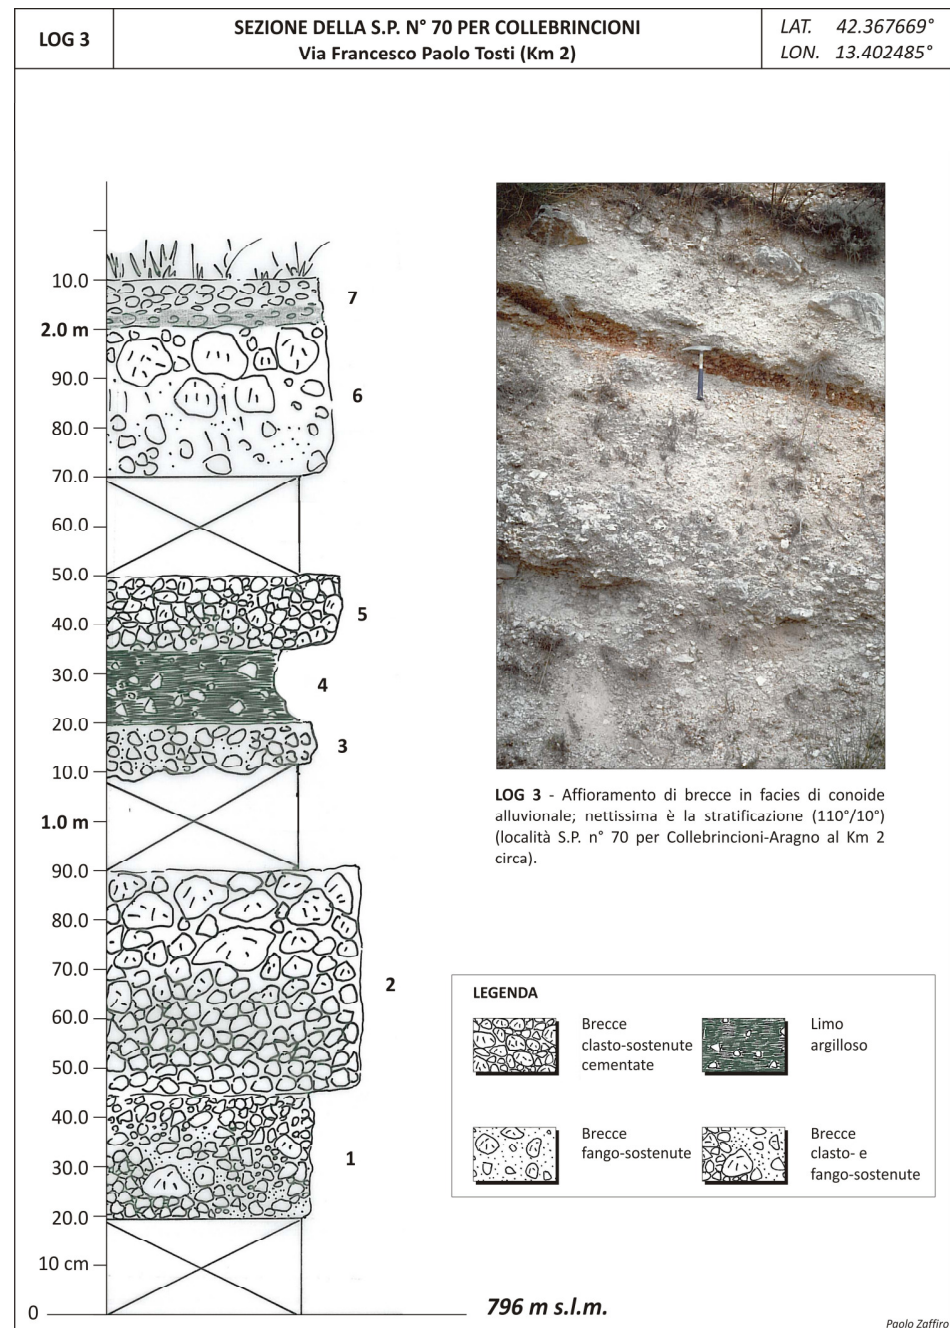 LOG 3
SEZIONE DELLA S.P. N° 70 PER COLLEBRINCIONI
Via Francesco Paolo Tosti (Km 2)
LAT. 42.367669°
LON. 13.402485°
10.0
7
2.0 m
90.0
6
80.0
70.0
60.0
50.0
5
40.0
30.0
4
20.0
3
10.0
1.0 m
90.0
80.0
70.0
2
60.0
50.0
40.0
1
30.0
20.0
10 cm
0
796 m s.l.m.
LOG 3 - Affioramento di brecce in facies di conoide
alluvionale; nettissima è la stratificazione (110°/10°)
(località S.P. n° 70 per Collebrincioni-Aragno al Km 2
circa).
LEGENDA
Brecce
clasto-sostenute
cementate
Limo
argilloso
Brecce
fango-sostenute
Brecce
clasto- e
fango-sostenute
Paolo Zaffiro